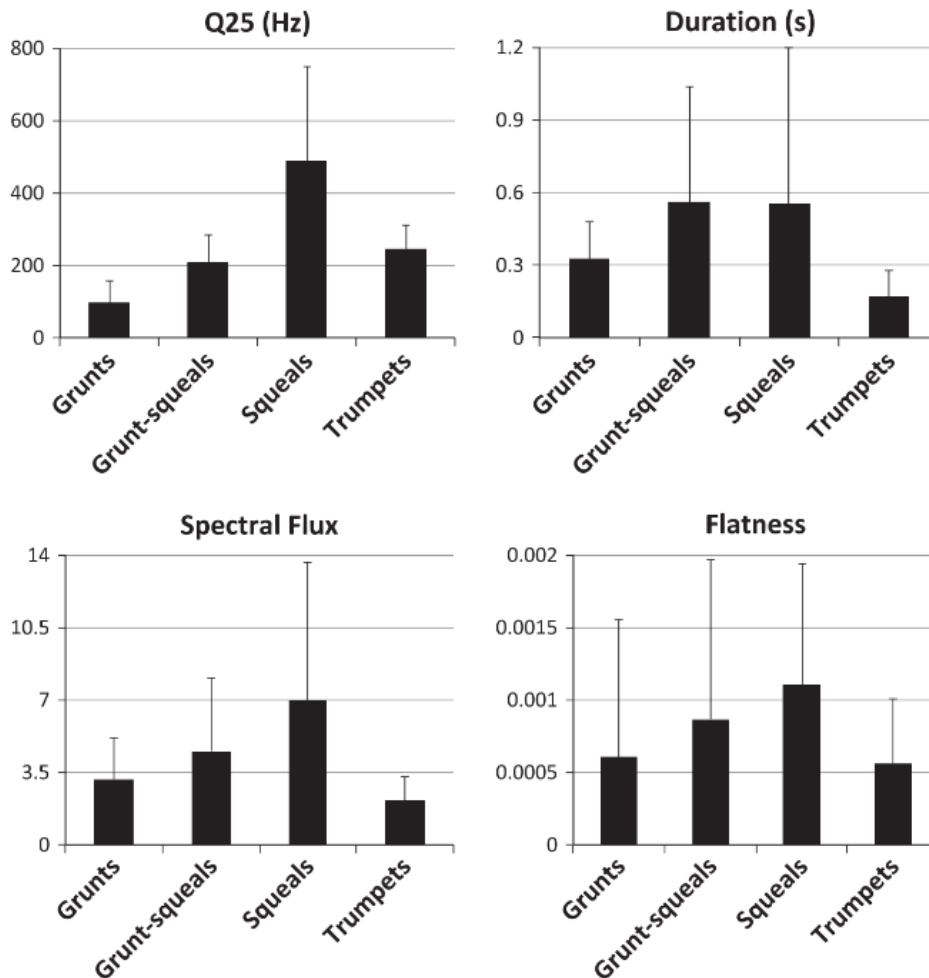 Q25 (Hz)
800
600
400
200
0
Grunts
Grunt-squeals
Squeals
Trumpets
Duration (s)
1.2
0.9
0.6
0.3
0
Grunts
Grunt-squeals
Squeals
Trumpets
Spectral Flux
14
10.5
7
3.5
0
Grunts
Grunt-squeals
Squeals
Trumpets
Flatness
0.002
0.0015
0.001
0.0005
0
Grunts
Grunt-squeals
Squeals
Trumpets